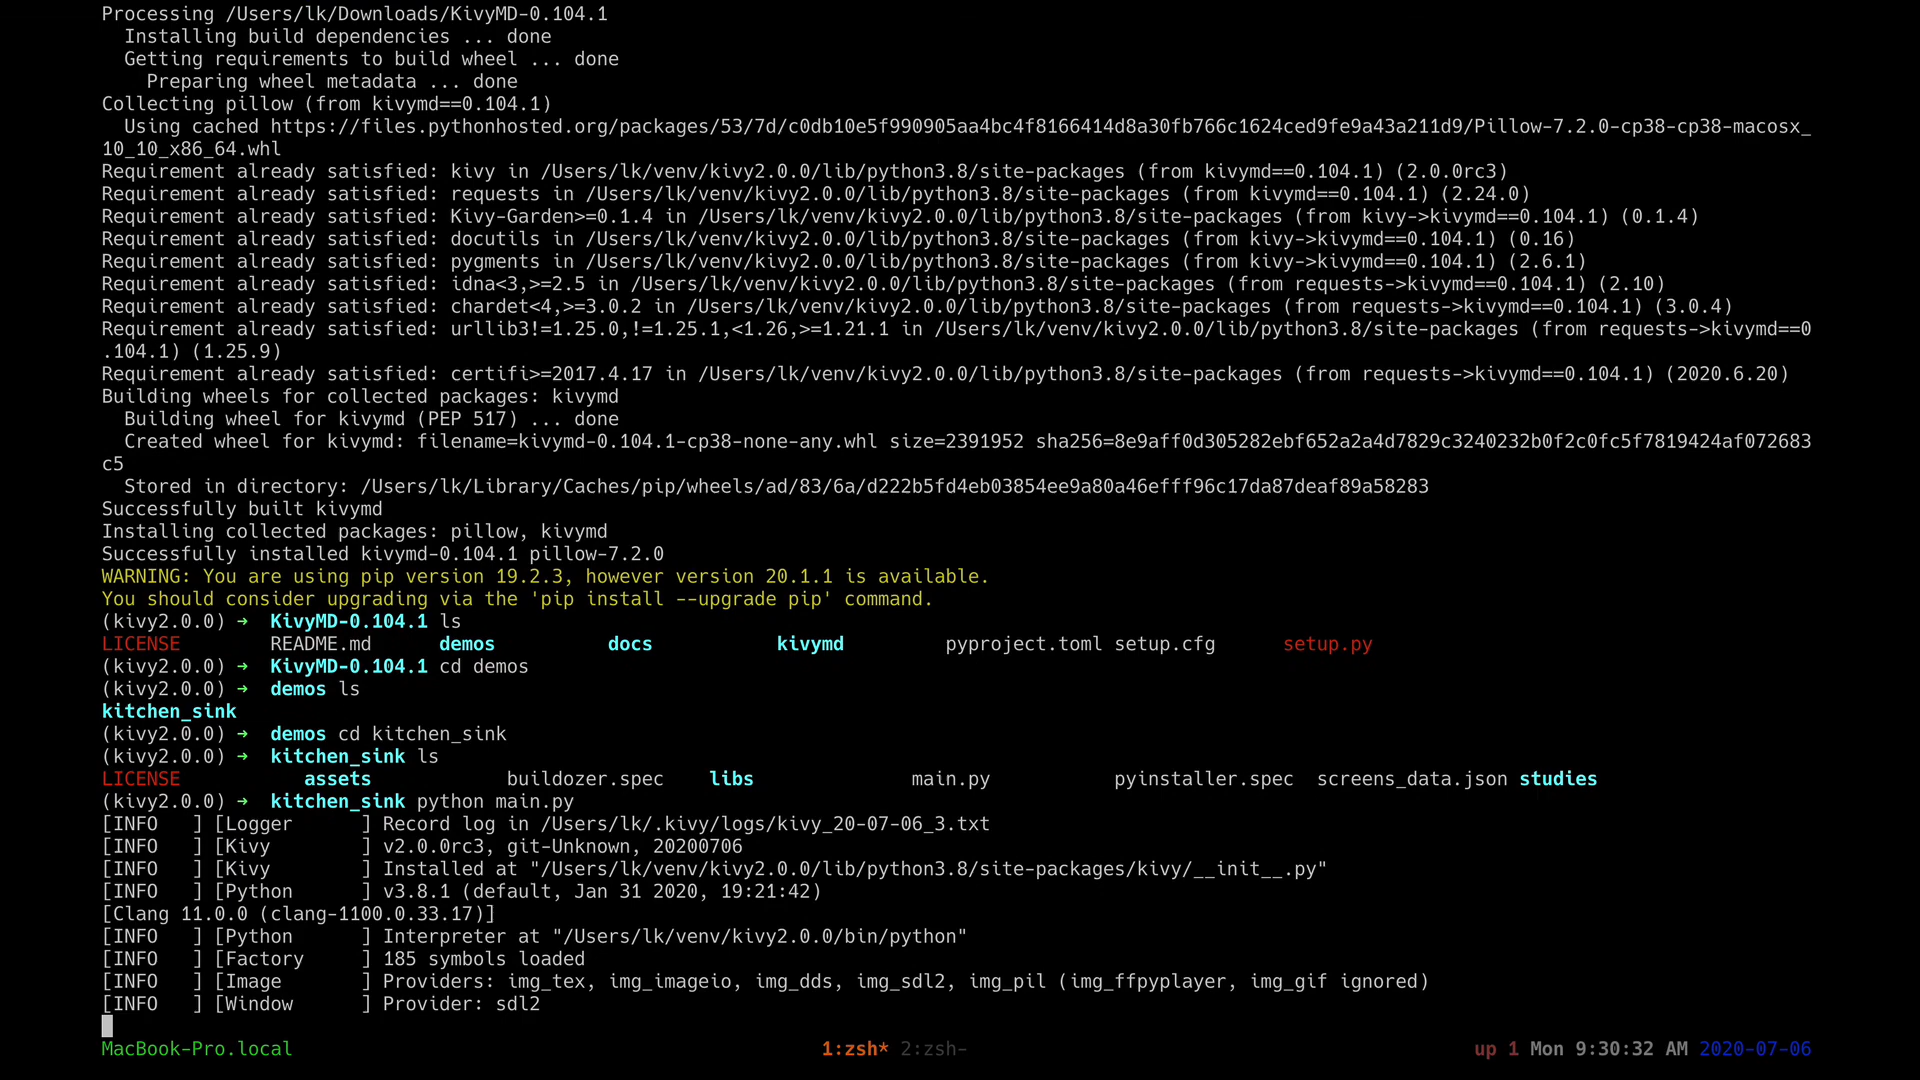 Processing /Users/lk/Downloads/KivyMD-0.104.1
  Installing build dependencies ... done
  Getting requirements to build wheel ... done
    Preparing wheel metadata ... done
Collecting pillow (from kivymd==0.104.1)
  Using cached https://files.pythonhosted.org/packages/53/7d/c0db10e5f990905aa4bc4f8166414d8a30fb766c1624ced9fe9a43a211d9/Pillow-7.2.0-cp38-cp38-macosx_
10_10_x86_64.whl
Requirement already satisfied: kivy in /Users/lk/venv/kivy2.0.0/lib/python3.8/site-packages (from kivymd==0.104.1) (2.0.0rc3)
Requirement already satisfied: requests in /Users/lk/venv/kivy2.0.0/lib/python3.8/site-packages (from kivymd==0.104.1) (2.24.0)
Requirement already satisfied: Kivy-Garden>=0.1.4 in /Users/lk/venv/kivy2.0.0/lib/python3.8/site-packages (from kivy->kivymd==0.104.1) (0.1.4)
Requirement already satisfied: docutils in /Users/lk/venv/kivy2.0.0/lib/python3.8/site-packages (from kivy->kivymd==0.104.1) (0.16)
Requirement already satisfied: pygments in /Users/lk/venv/kivy2.0.0/lib/python3.8/site-packages (from kivy->kivymd==0.104.1) (2.6.1)
Requirement already satisfied: idna<3,>=2.5 in /Users/lk/venv/kivy2.0.0/lib/python3.8/site-packages (from requests->kivymd==0.104.1) (2.10)
Requirement already satisfied: chardet<4,>=3.0.2 in /Users/lk/venv/kivy2.0.0/lib/python3.8/site-packages (from requests->kivymd==0.104.1) (3.0.4)
Requirement already satisfied: urllib3!=1.25.0,!=1.25.1,<1.26,>=1.21.1 in /Users/lk/venv/kivy2.0.0/lib/python3.8/site-packages (from requests->kivymd==0
.104.1) (1.25.9)
Requirement already satisfied: certifi>=2017.4.17 in /Users/lk/venv/kivy2.0.0/lib/python3.8/site-packages (from requests->kivymd==0.104.1) (2020.6.20)
Building wheels for collected packages: kivymd
  Building wheel for kivymd (PEP 517) ... done
  Created wheel for kivymd: filename=kivymd-0.104.1-cp38-none-any.whl size=2391952 sha256=8e9aff0d305282ebf652a2a4d7829c3240232b0f2c0fc5f7819424af072683
c5
  Stored in directory: /Users/lk/Library/Caches/pip/wheels/ad/83/6a/d222b5fd4eb03854ee9a80a46efff96c17da87deaf89a58283
Successfully built kivymd
Installing collected packages: pillow, kivymd
Successfully installed kivymd-0.104.1 pillow-7.2.0
WARNING: You are using pip version 19.2.3, however version 20.1.1 is available.
You should consider upgrading via the 'pip install --upgrade pip' command.
(kivy2.0.0) ➜  KivyMD-0.104.1 ls
LICENSE        README.md      demos          docs           kivymd         pyproject.toml setup.cfg      setup.py
(kivy2.0.0) ➜  KivyMD-0.104.1 cd demos
(kivy2.0.0) ➜  demos ls
kitchen_sink
(kivy2.0.0) ➜  demos cd kitchen_sink
(kivy2.0.0) ➜  kitchen_sink ls
LICENSE           assets            buildozer.spec    libs              main.py           pyinstaller.spec  screens_data.json studies
(kivy2.0.0) ➜  kitchen_sink python main.py
[INFO   ] [Logger      ] Record log in /Users/lk/.kivy/logs/kivy_20-07-06_3.txt
[INFO   ] [Kivy        ] v2.0.0rc3, git-Unknown, 20200706
[INFO   ] [Kivy        ] Installed at "/Users/lk/venv/kivy2.0.0/lib/python3.8/site-packages/kivy/__init__.py"
[INFO   ] [Python      ] v3.8.1 (default, Jan 31 2020, 19:21:42)
[Clang 11.0.0 (clang-1100.0.33.17)]
[INFO   ] [Python      ] Interpreter at "/Users/lk/venv/kivy2.0.0/bin/python"
[INFO   ] [Factory     ] 185 symbols loaded
[INFO   ] [Image       ] Providers: img_tex, img_imageio, img_dds, img_sdl2, img_pil (img_ffpyplayer, img_gif ignored)
[INFO   ] [Window      ] Provider: sdl2
MacBook-Pro.local 1:zsh* 2:zsh- up 1 Mon 9:30:32 AM 2020-07-06